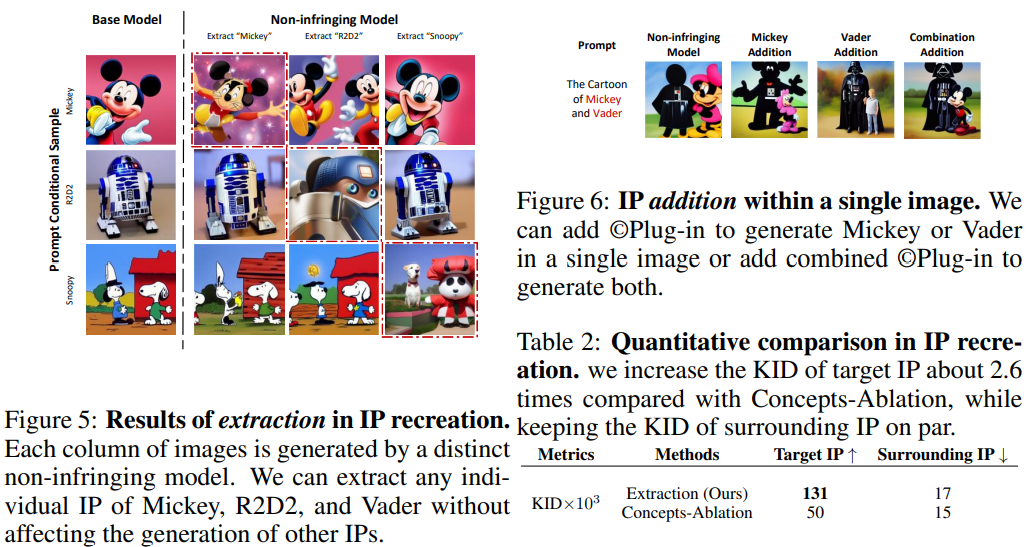 Base Model
Non-infringing Model
Extract “Mickey”
Extract “R2D2”
Extract “Snoopy”
Prompt Conditional Sample
Mickey
R2D2
Snoopy
Figure 5: Results of extraction in IP recreation.
Each column of images is generated by a distinct
non-infringing model. We can extract any indi-
vidual IP of Mickey, R2D2, and Vader without
affecting the generation of other IPs.
Prompt
Non-infringing
Model
Mickey
Addition
Vader
Addition
Combination
Addition
The Cartoon
of Mickey
and Vader
Figure 6: IP addition within a single image. We
can add ©Plug-in to generate Mickey or Vader
in a single image or add combined ©Plug-in to
generate both.
Table 2: Quantitative comparison in IP recre-
ation. we increase the KID of target IP about 2.6
times compared with Concepts-Ablation, while
keeping the KID of surrounding IP on par.
Metrics Methods Target IP ↑ Surrounding IP ↓
KID×10³
Extraction (Ours) 131 17
Concepts-Ablation 50 15